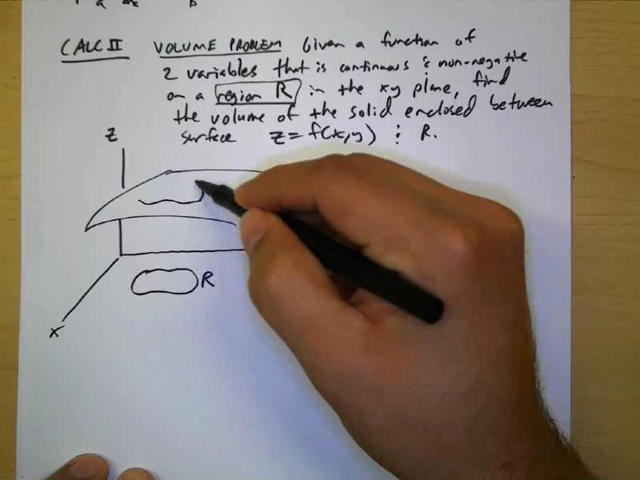 CALC II VOLUME PROBLEM Given a function of
2 variables that is continuous & non-negative
on a region R in the xy plane, find
the volume of the solid enclosed between
surface z = f(x,y) & R.
z
R
x